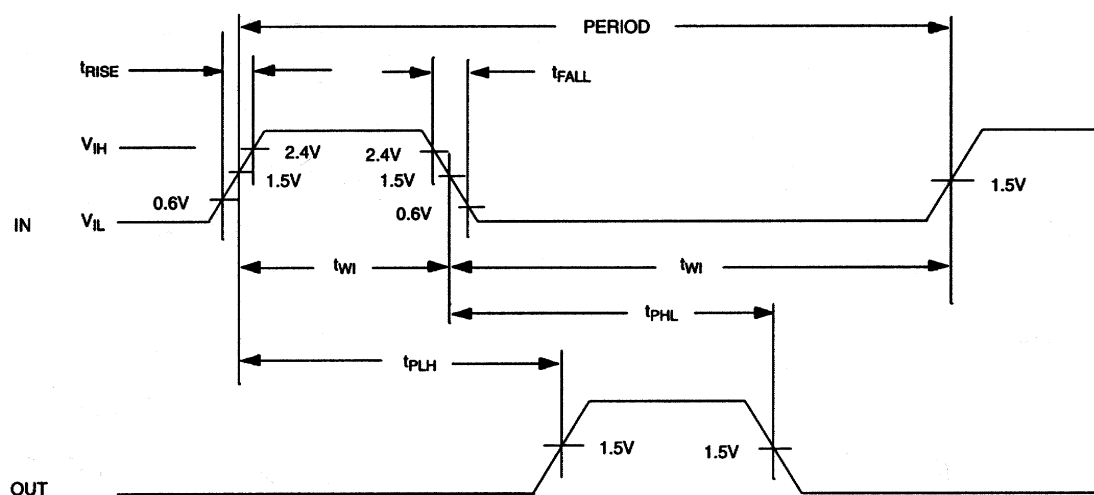 PERIOD
tRISE
tFALL
VIH
2.4V
2.4V
1.5V
1.5V
1.5V
0.6V
0.6V
IN
VIL
tWI
tWI
tPHL
tPLH
1.5V
1.5V
OUT